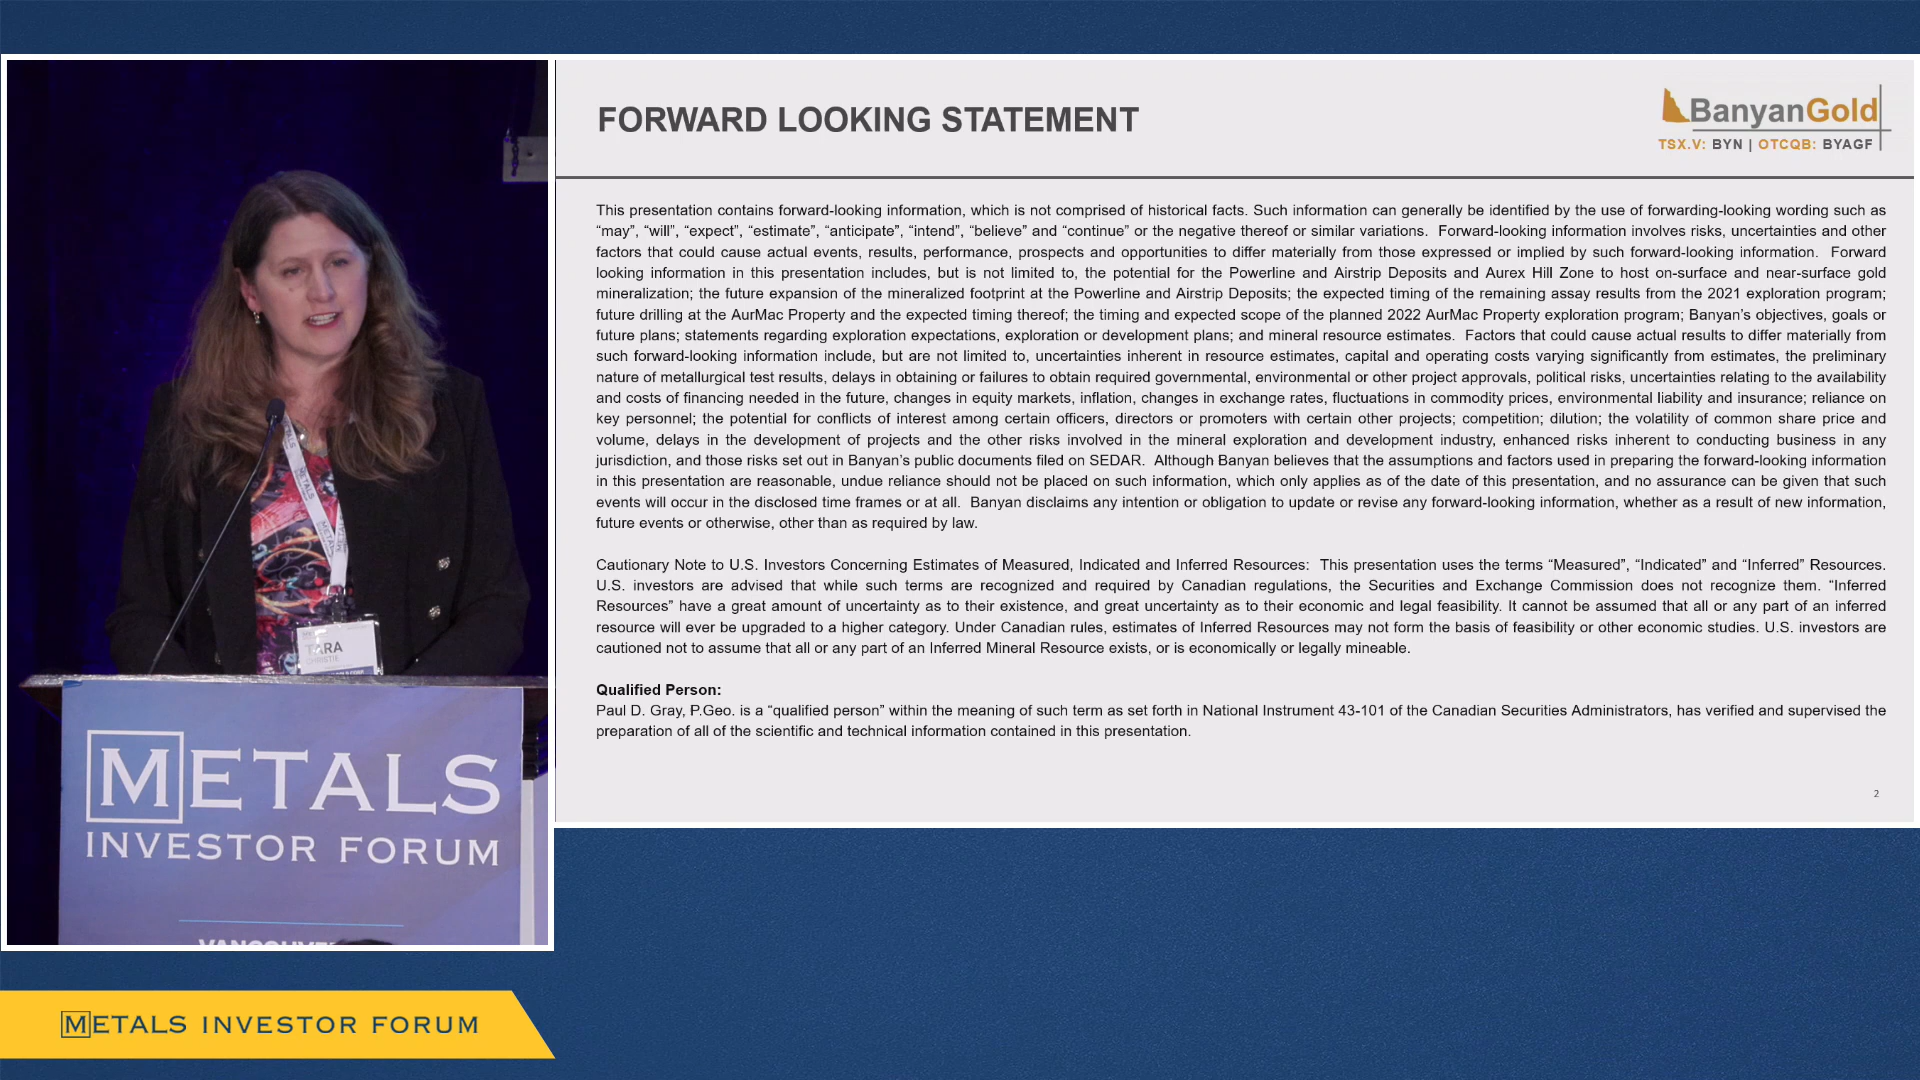 FORWARD LOOKING STATEMENT
BanyanGold
TSX.V: BYN | OTCQB: BYAGF
This presentation contains forward-looking information, which is not comprised of historical facts. Such information can generally be identified by the use of forwarding-looking wording such as
“may”, “will”, “expect”, “estimate”, “anticipate”, “intend”, “believe” and “continue” or the negative thereof or similar variations. Forward-looking information involves risks, uncertainties and other
factors that could cause actual events, results, performance, prospects and opportunities to differ materially from those expressed or implied by such forward-looking information. Forward
looking information in this presentation includes, but is not limited to, the potential for the Powerline and Airstrip Deposits and Aurex Hill Zone to host on-surface and near-surface gold
mineralization; the future expansion of the mineralized footprint at the Powerline and Airstrip Deposits; the expected timing of the remaining assay results from the 2021 exploration program;
future drilling at the AurMac Property and the expected timing thereof; the timing and expected scope of the planned 2022 AurMac Property exploration program; Banyan’s objectives, goals or
future plans; statements regarding exploration expectations, exploration or development plans; and mineral resource estimates. Factors that could cause actual results to differ materially from
such forward-looking information include, but are not limited to, uncertainties inherent in resource estimates, capital and operating costs varying significantly from estimates, the preliminary
nature of metallurgical test results, delays in obtaining or failures to obtain required governmental, environmental or other project approvals, political risks, uncertainties relating to the availability
and costs of financing needed in the future, changes in equity markets, inflation, changes in exchange rates, fluctuations in commodity prices, environmental liability and insurance; reliance on
key personnel; the potential for conflicts of interest among certain officers, directors or promoters with certain other projects; competition; dilution; the volatility of common share price and
volume, delays in the development of projects and the other risks involved in the mineral exploration and development industry, enhanced risks inherent to conducting business in any
jurisdiction, and those risks set out in Banyan’s public documents filed on SEDAR. Although Banyan believes that the assumptions and factors used in preparing the forward-looking information
in this presentation are reasonable, undue reliance should not be placed on such information, which only applies as of the date of this presentation, and no assurance can be given that such
events will occur in the disclosed time frames or at all. Banyan disclaims any intention or obligation to update or revise any forward-looking information, whether as a result of new information,
future events or otherwise, other than as required by law.
Cautionary Note to U.S. Investors Concerning Estimates of Measured, Indicated and Inferred Resources: This presentation uses the terms “Measured”, “Indicated” and “Inferred” Resources.
U.S. investors are advised that while such terms are recognized and required by Canadian regulations, the Securities and Exchange Commission does not recognize them. “Inferred
Resources” have a great amount of uncertainty as to their existence, and great uncertainty as to their economic and legal feasibility. It cannot be assumed that all or any part of an inferred
resource will ever be upgraded to a higher category. Under Canadian rules, estimates of Inferred Resources may not form the basis of feasibility or other economic studies. U.S. investors are
cautioned not to assume that all or any part of an Inferred Mineral Resource exists, or is economically or legally mineable.
Qualified Person:
Paul D. Gray, P.Geo. is a “qualified person” within the meaning of such term as set forth in National Instrument 43-101 of the Canadian Securities Administrators, has verified and supervised the
preparation of all of the scientific and technical information contained in this presentation.
2
TARA
CHRISTIE
METALS
INVESTOR FORUM
METALS INVESTOR FORUM